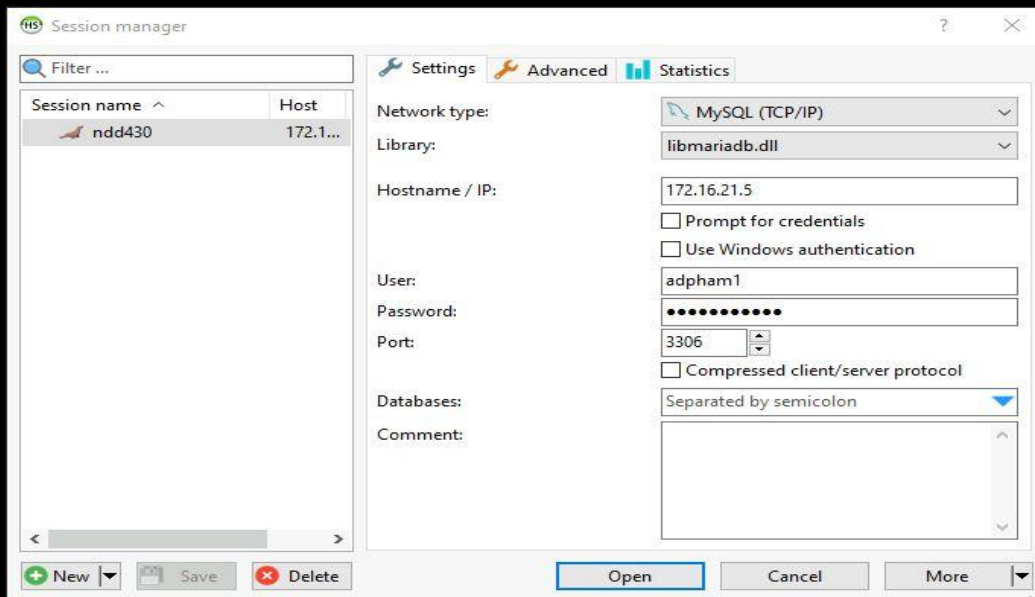 HS Session manager
Filter ...
Session name Host
ndd430 172.1...
Settings Advanced Statistics
Network type: MySQL (TCP/IP)
Library: libmariadb.dll
Hostname / IP: 172.16.21.5
Prompt for credentials
Use Windows authentication
User: adpham1
Password: ●●●●●●●●●●●
Port: 3306
Compressed client/server protocol
Databases: Separated by semicolon
Comment:
New Save Delete Open Cancel More